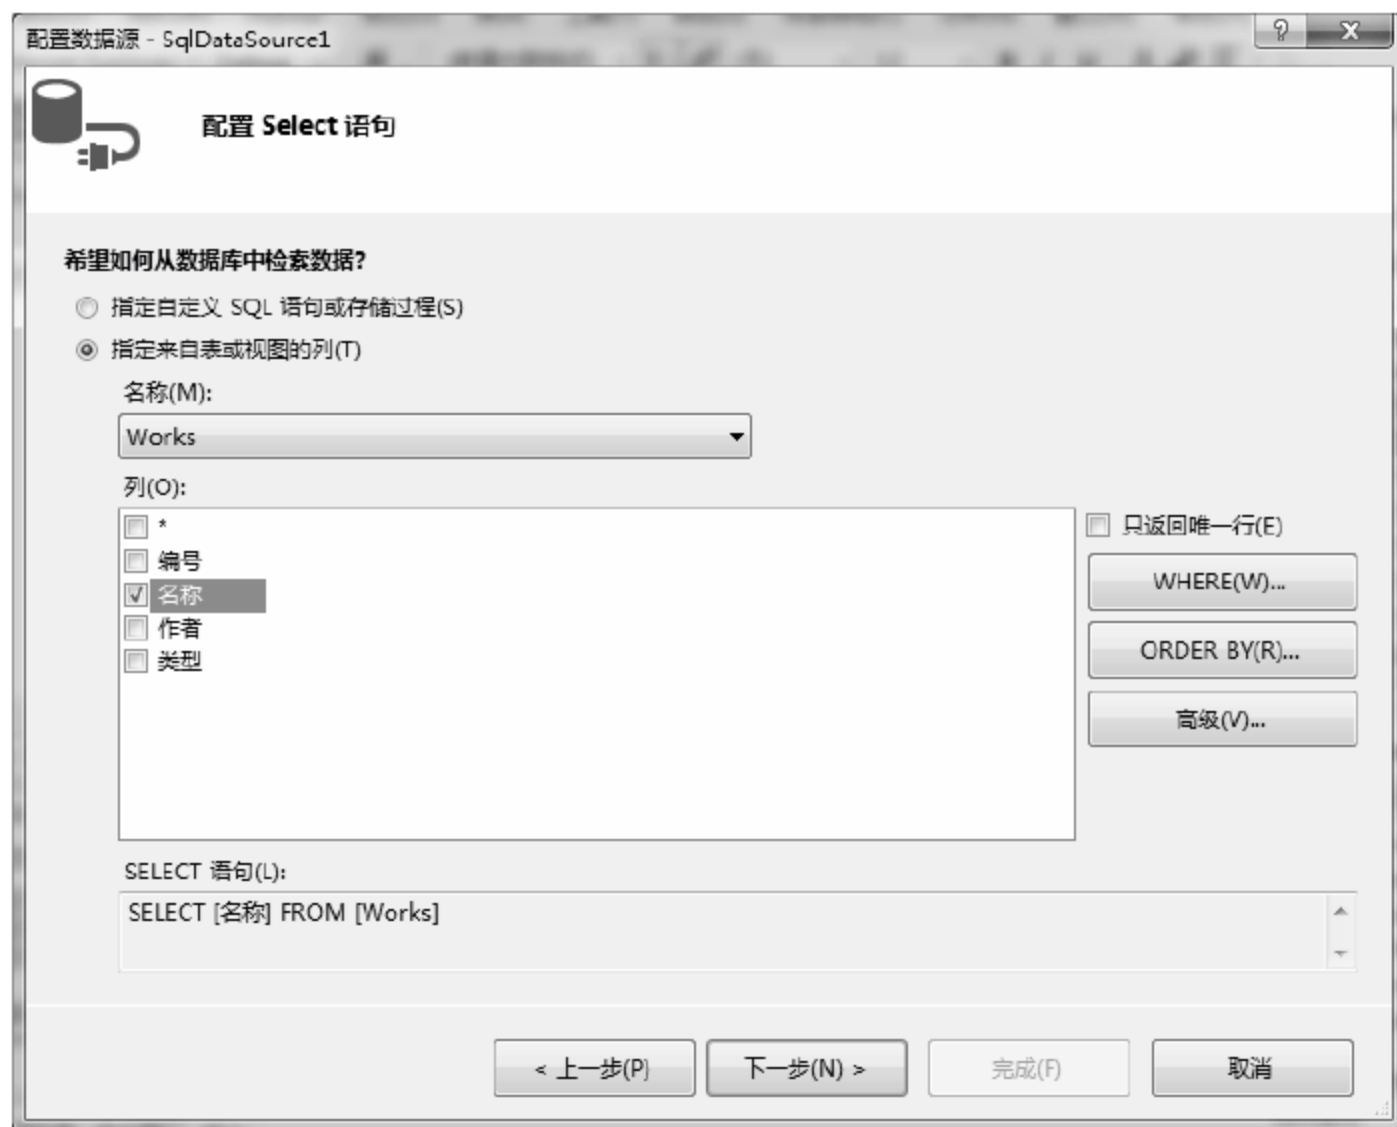 配置数据源 - SqlDataSource1
配置 Select 语句
希望如何从数据库中检索数据?
指定自定义 SQL 语句或存储过程(S)
指定来自表或视图的列(T)
名称(M):
Works
列(O):
*
编号
名称
作者
类型
只返回唯一行(E)
WHERE(W)...
ORDER BY(R)...
高级(V)...
SELECT 语句(L):
SELECT [名称] FROM [Works]
< 上一步(P)
下一步(N) >
完成(F)
取消